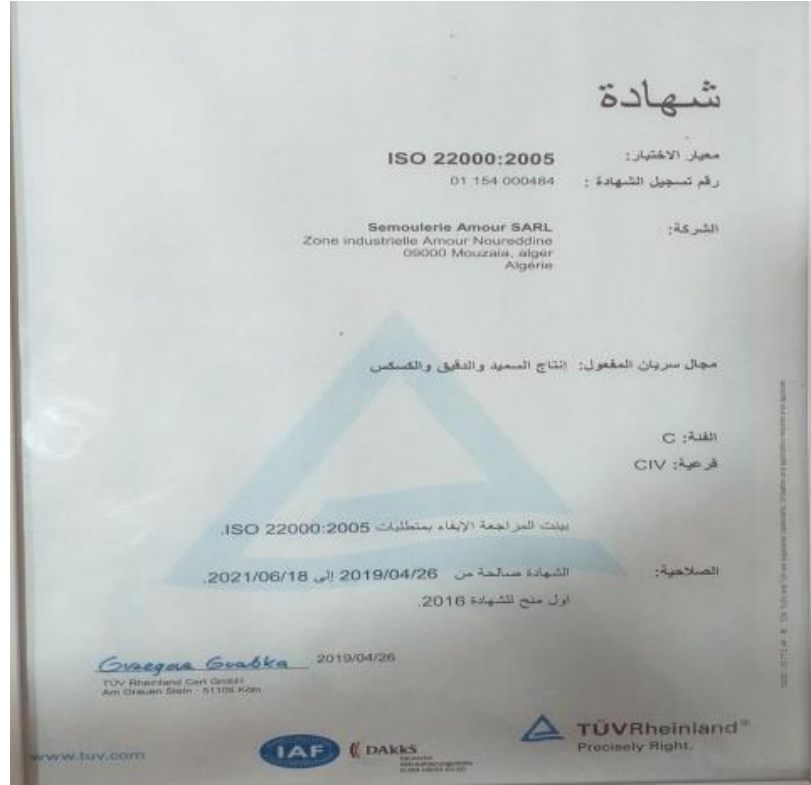 شهادة
معيار الاختبار: ISO 22000:2005
رقم تسجيل الشهادة : 01 154 000484
الشركة: Semoulerie Amour SARL
Zone industrielle Amour Noureddine
09000 Mouzaia, alger
Algérie
مجال سريان المفعول: إنتاج السميد والدقيق والكسكس
الفئة: C
فرعية: CIV
بينت المراجعة الإيفاء بمتطلبات ISO 22000:2005.
الصلاحية: الشهادة صالحة من 2019/04/26 إلى 2021/06/18.
اول منح للشهادة 2016.
2019/04/26
TÜV Rheinland Cert GmbH
Am Grauen Stein · 51105 Köln
www.tuv.com
IAF
DAkkS
Deutsche
Akkreditierungsstelle
TÜVRheinland®
Precisely Right.